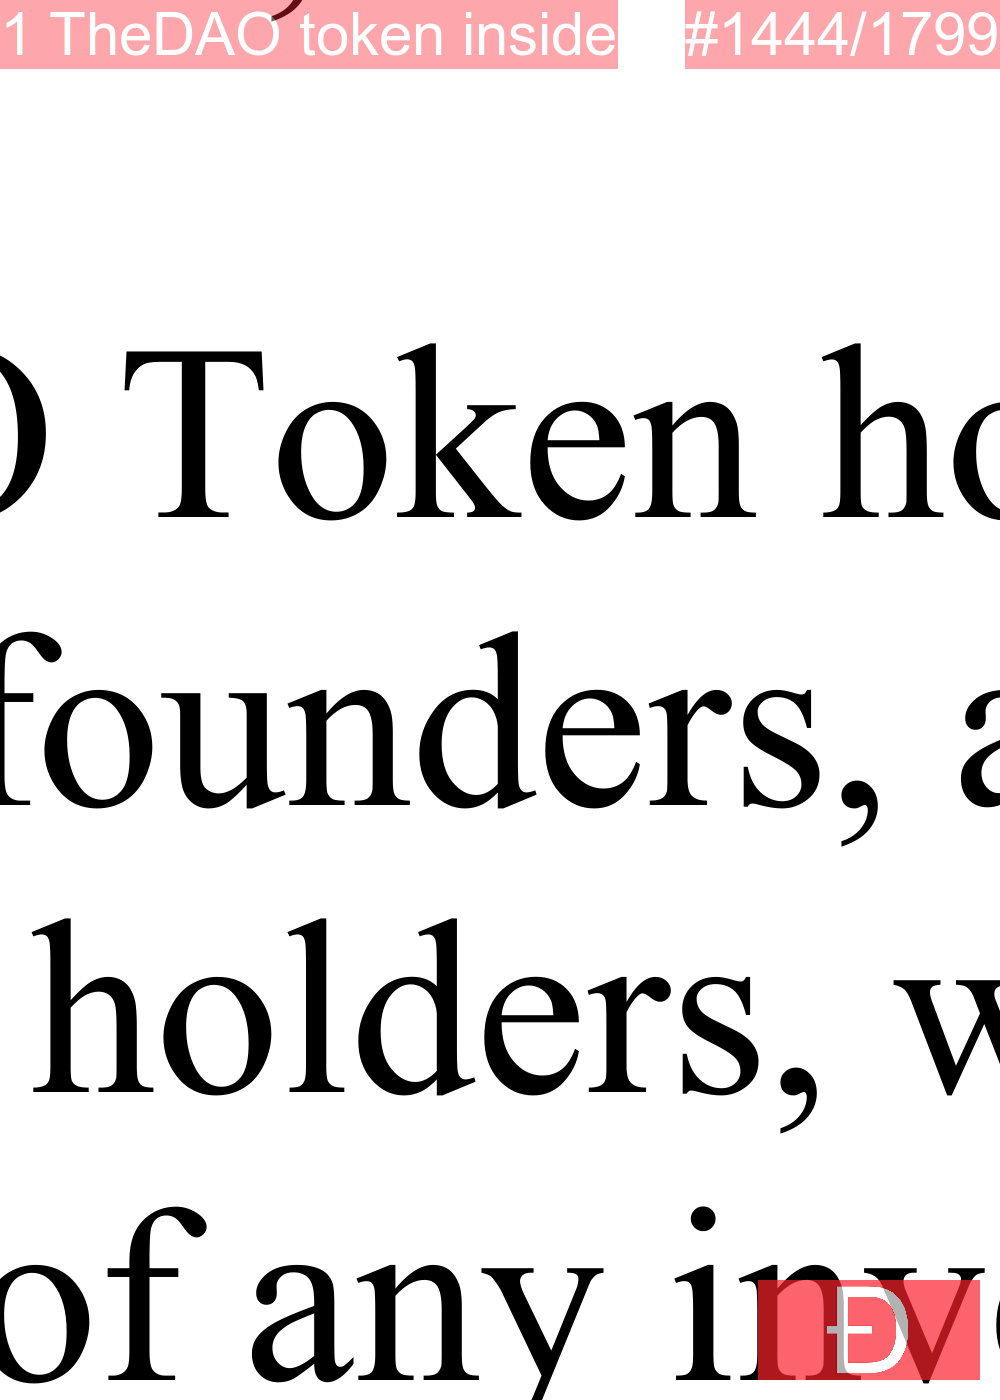 1 TheDAO token inside #1444/1799
Token
founders,
holders,
of any
Ð